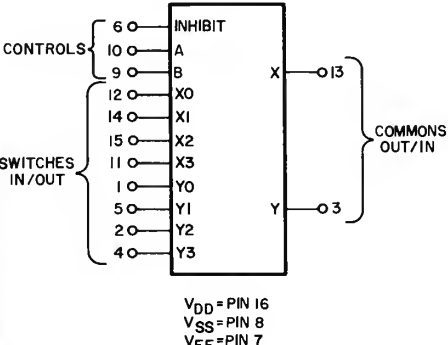 6 INHIBIT
CONTROLS 10 A
9 B X 13
12 X0
14 X1
15 X2 COMMONS
SWITCHES 11 X3 OUT/IN
IN/OUT 1 Y0
5 Y1 Y 3
2 Y2
4 Y3
VDD = PIN 16
VSS = PIN 8
VEE = PIN 7